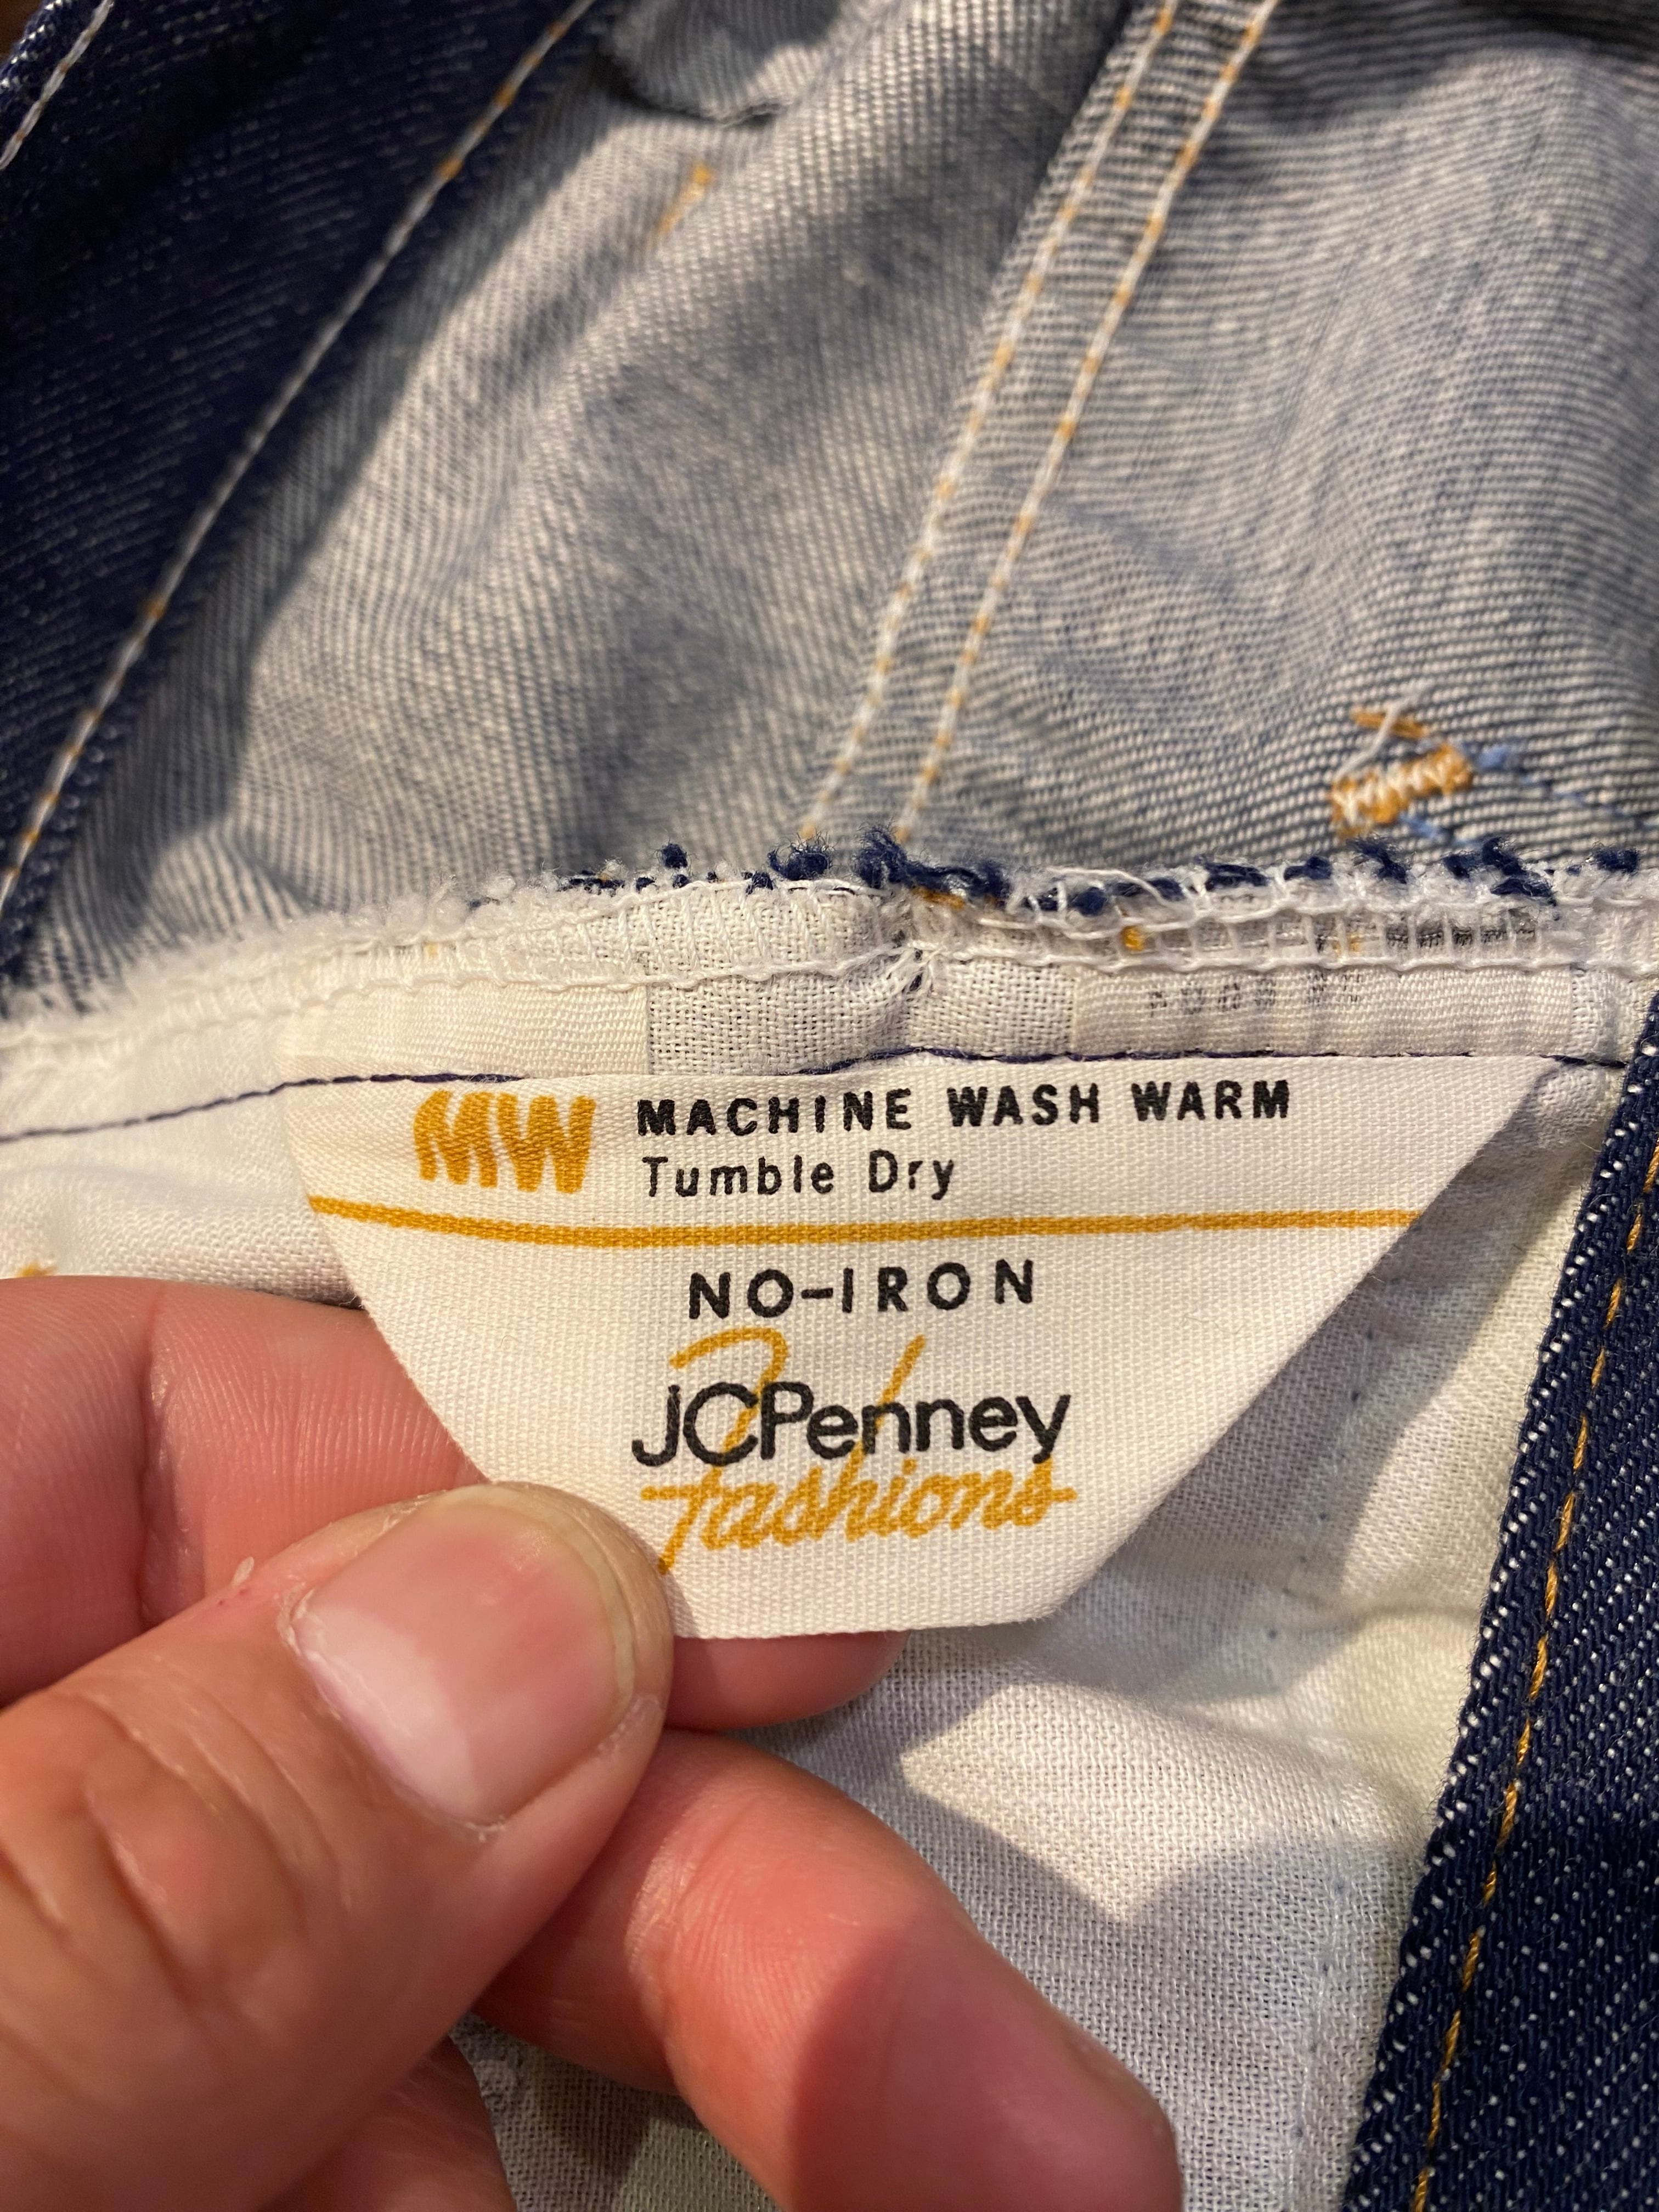 MW MACHINE WASH WARM
Tumble Dry
NO-IRON
JCPenney
fashions